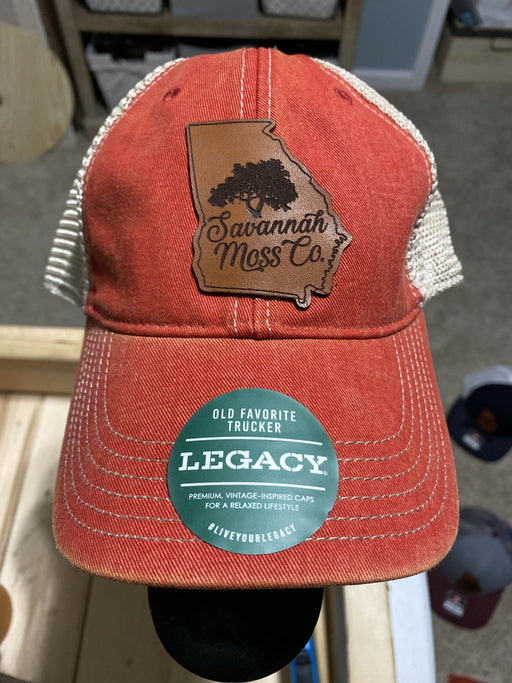 Savannah
Moss Co.
OLD FAVORITE
TRUCKER
LEGACY®
PREMIUM, VINTAGE-INSPIRED CAPS
FOR A RELAXED LIFESTYLE
#LIVEYOURLEGACY